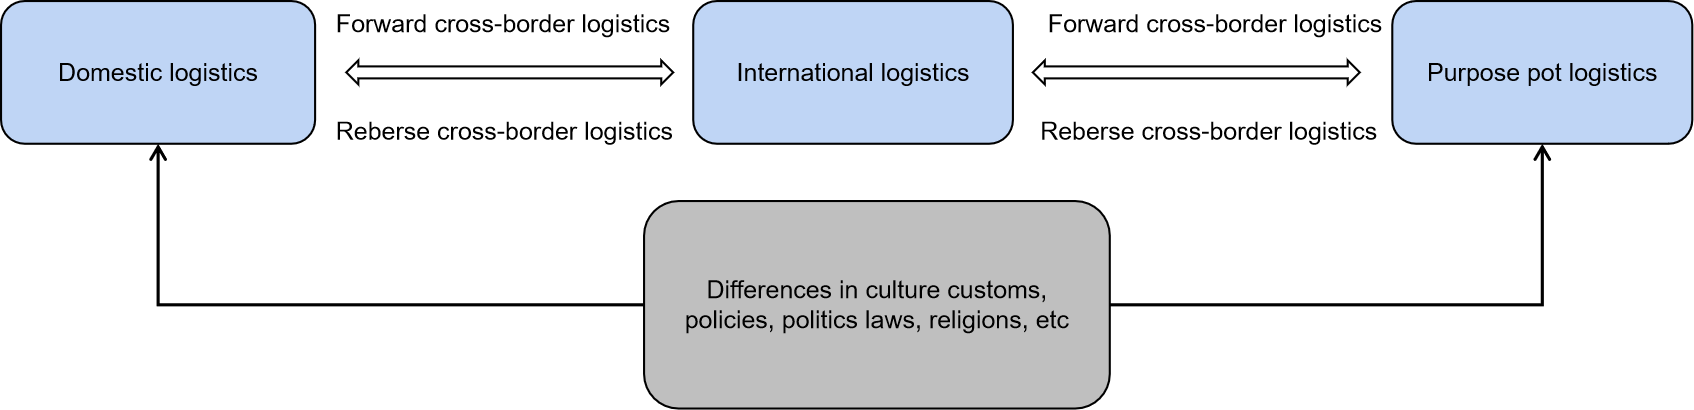 Forward cross-border logistics
Forward cross-border logistics
Domestic logistics
International logistics
Purpose pot logistics
Reberse cross-border logistics
Reberse cross-border logistics
Differences in culture customs,
policies, politics laws, religions, etc